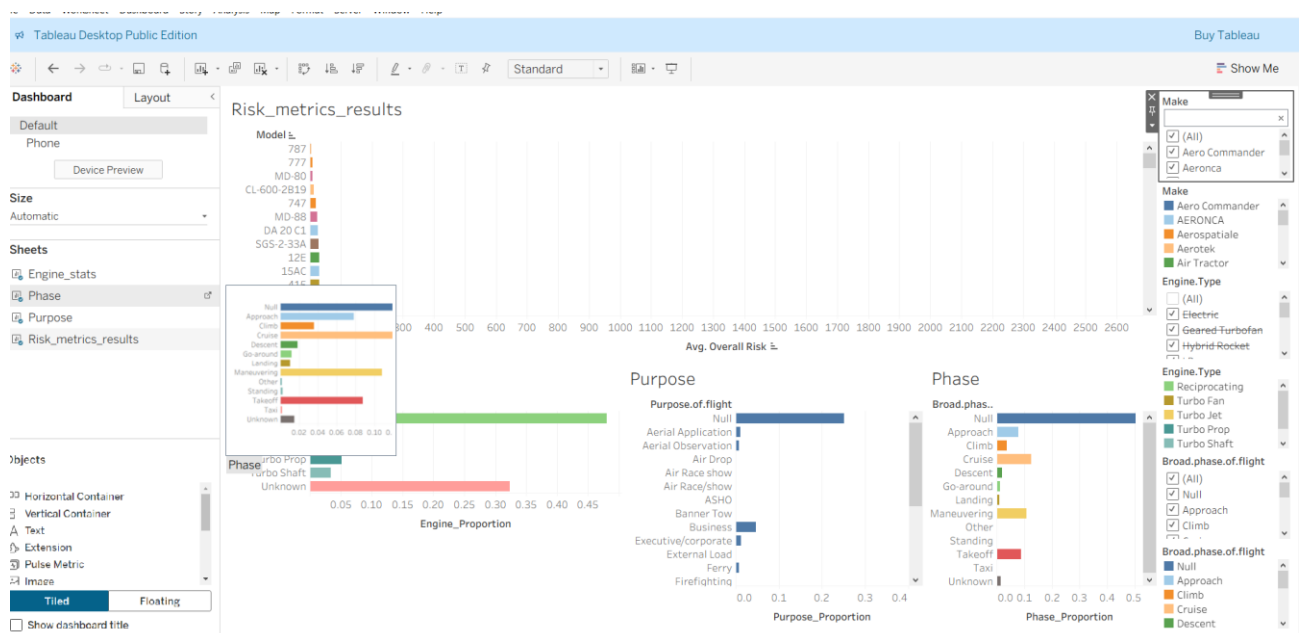 Tableau Desktop Public Edition
Buy Tableau
Standard
Show Me
Dashboard
Layout
Default
Phone
Device Preview
Size
Automatic
Sheets
Engine_stats
Phase
Purpose
Risk_metrics_results
Objects
Horizontal Container
Vertical Container
Text
Extension
Pulse Metric
Image
Tiled
Floating
Show dashboard title
Risk_metrics_results
Model
787
777
MD-80
CL-600-2B19
747
MD-88
DA 20 C1
SGS-2-33A
12E
15AC
415
300 400 500 600 700 800 900 1000 1100 1200 1300 1400 1500 1600 1700 1800 1900 2000 2100 2200 2300 2400 2500 2600
Avg. Overall Risk
Null
Approach
Climb
Cruise
Descent
Go-around
Landing
Maneuvering
Other
Standing
Takeoff
Taxi
Unknown
0.02 0.04 0.06 0.08 0.10 0.
Phase
Turbo Prop
Turbo Shaft
Unknown
0.05 0.10 0.15 0.20 0.25 0.30 0.35 0.40 0.45
Engine_Proportion
Purpose
Purpose.of.flight
Null
Aerial Application
Aerial Observation
Air Drop
Air Race show
Air Race/show
ASHO
Banner Tow
Business
Executive/corporate
External Load
Ferry
Firefighting
0.0 0.1 0.2 0.3 0.4
Purpose_Proportion
Phase
Broad.phas..
Null
Approach
Climb
Cruise
Descent
Go-around
Landing
Maneuvering
Other
Standing
Takeoff
Taxi
Unknown
0.0 0.1 0.2 0.3 0.4 0.5
Phase_Proportion
Make
(All)
Aero Commander
Aeronca
Make
Aero Commander
AERONCA
Aerospatiale
Aerotek
Air Tractor
Engine.Type
(All)
Electric
Geared Turbofan
Hybrid Rocket
Engine.Type
Reciprocating
Turbo Fan
Turbo Jet
Turbo Prop
Turbo Shaft
Broad.phase.of.flight
(All)
Null
Approach
Climb
Broad.phase.of.flight
Null
Approach
Climb
Cruise
Descent